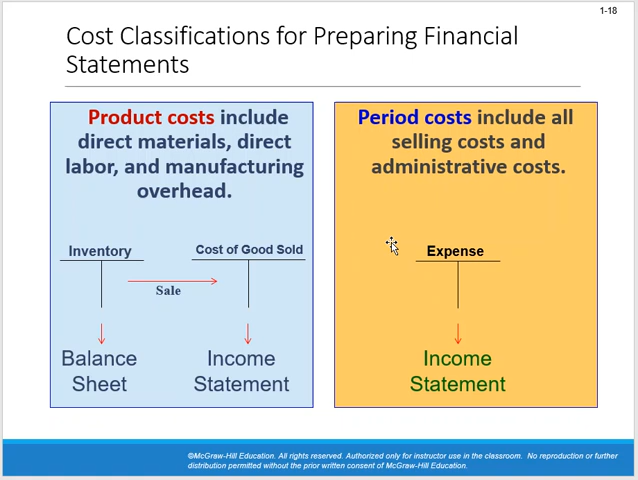 1-18
Cost Classifications for Preparing Financial
Statements
Product costs include
direct materials, direct
labor, and manufacturing
overhead.
Inventory
Cost of Good Sold
Sale
Balance
Sheet
Income
Statement
Period costs include all
selling costs and
administrative costs.
Expense
Income
Statement
©McGraw-Hill Education. All rights reserved. Authorized only for instructor use in the classroom.  No reproduction or further
distribution permitted without the prior written consent of McGraw-Hill Education.